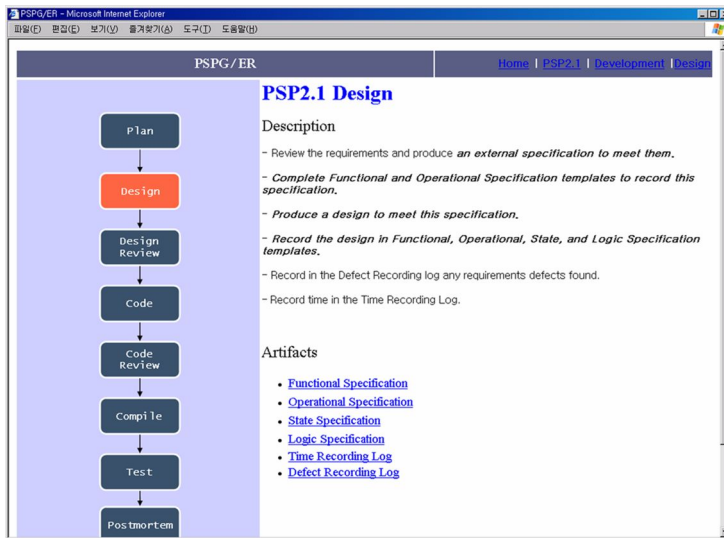 PSPG/ER - Microsoft Internet Explorer
파일(F) 편집(E) 보기(V) 즐겨찾기(A) 도구(T) 도움말(H)
PSPG/ER
Home | PSP2.1 | Development | Design
Plan
Design
Design
Review
Code
Code
Review
Compile
Test
Postmortem
PSP2.1 Design
Description
- Review the requirements and produce an external specification to meet them.
- Complete Functional and Operational Specification templates to record this
specification.
- Produce a design to meet this specification.
- Record the design in Functional, Operational, State, and Logic Specification
templates.
- Record in the Defect Recording log any requirements defects found.
- Record time in the Time Recording Log.
Artifacts
• Functional Specification
• Operational Specification
• State Specification
• Logic Specification
• Time Recording Log
• Defect Recording Log